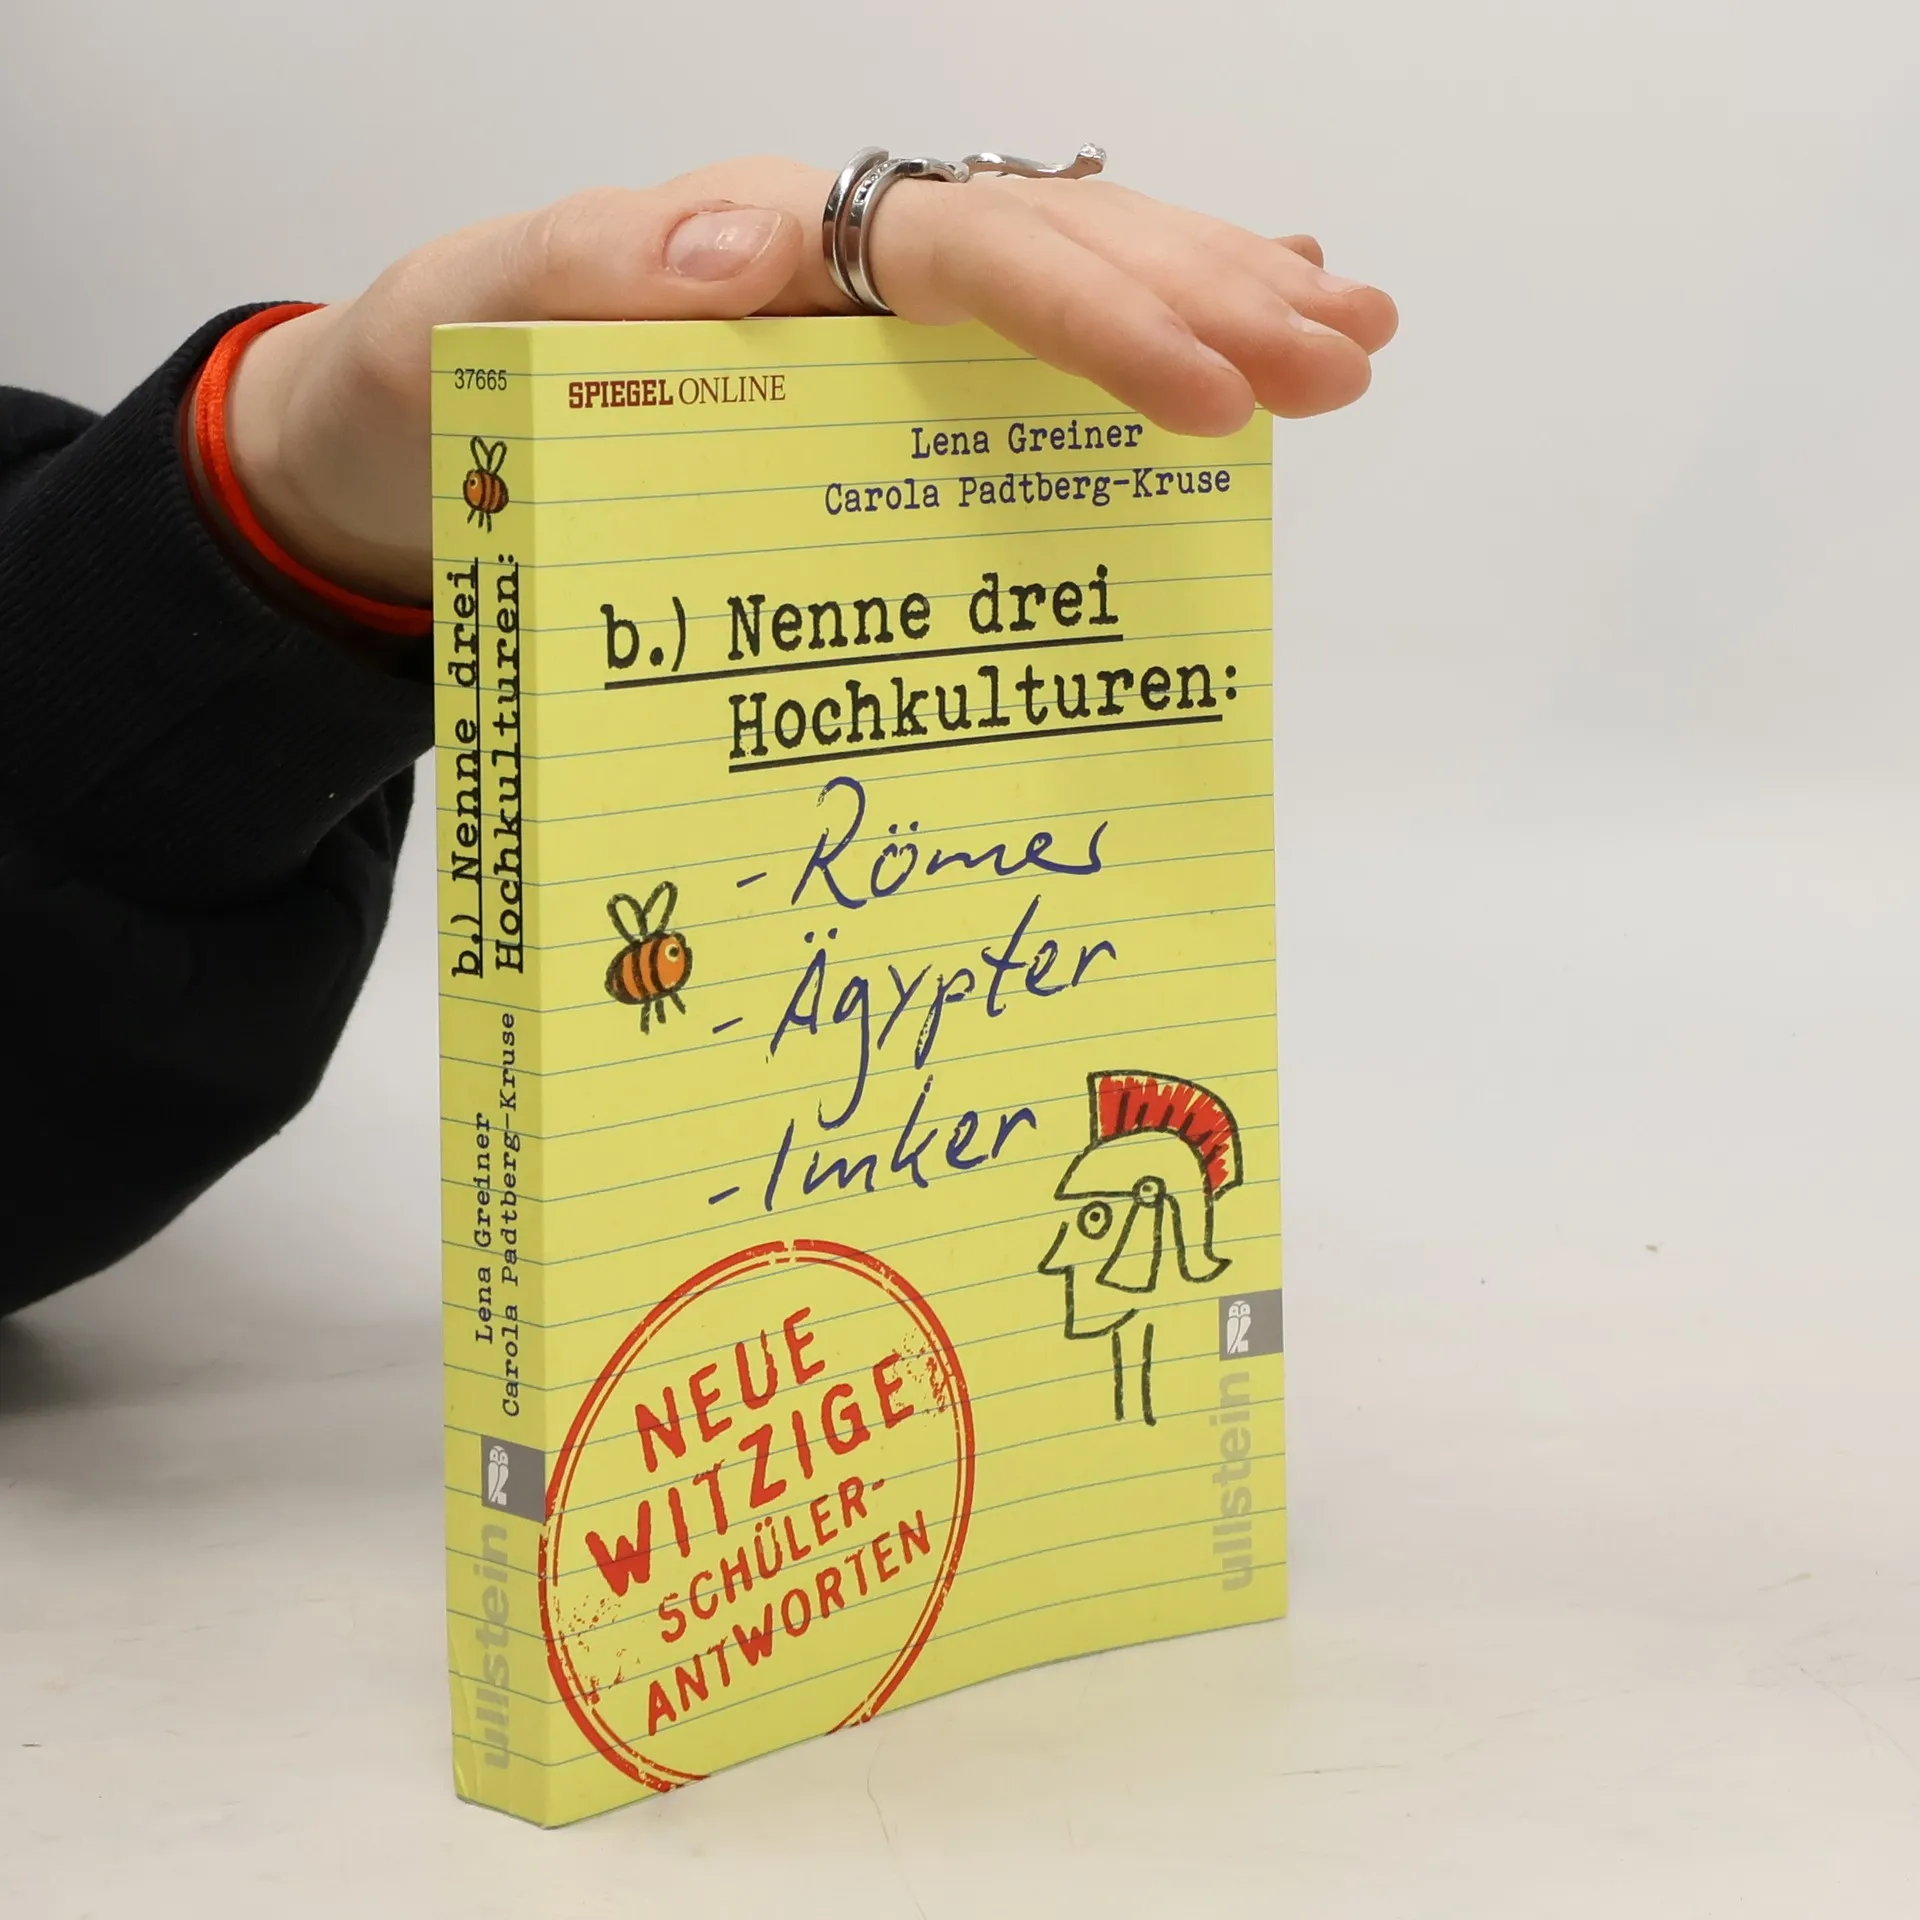 37665
b.) Nenne drei
Hochkulturen:
Lena Greiner
Carola Padtberg-Kruse
ullstein
SPIEGEL ONLINE
Lena Greiner
Carola Padtberg-Kruse
b.) Nenne drei
Hochkulturen:
- Römer
- Ägypter
- Imker
NEUE
WITZIGE
SCHÜLER-
ANTWORTEN
ullstein